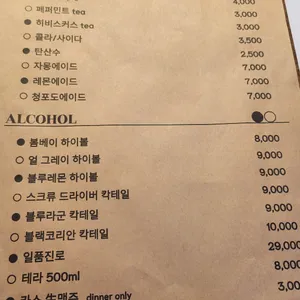 4,000
○ 페퍼민트 tea 3,000
● 히비스커스 tea 3,000
○ 콜라/사이다 3,500
● 탄산수 2,500
○ 자몽에이드 7,000
● 레몬에이드 7,000
○ 청포도에이드 7,000
ALCOHOL
● 봄베이 하이볼 8,000
○ 얼 그레이 하이볼 9,000
● 블루레몬 하이볼 9,000
○ 스크류 드라이버 칵테일 9,000
● 블루라군 칵테일 9,000
○ 블랙코리안 칵테일 10,000
● 일품진로 29,000
○ 테라 500ml 8,000
dinner only